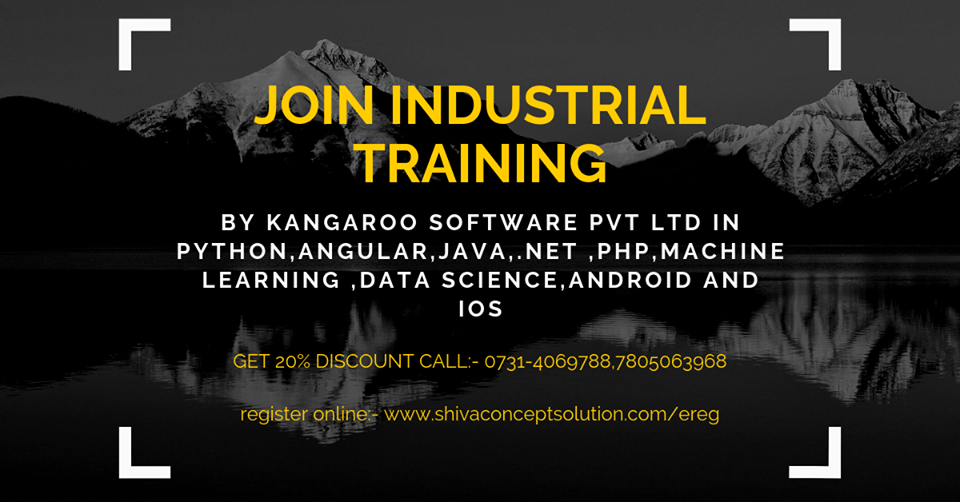 JOIN INDUSTRIAL
TRAINING
BY KANGAROO SOFTWARE PVT LTD IN
PYTHON,ANGULAR,JAVA,.NET ,PHP,MACHINE
LEARNING ,DATA SCIENCE,ANDROID AND
IOS
GET 20% DISCOUNT CALL:- 0731-4069788,7805063968
register online:- www.shivaconceptsolution.com/ereg